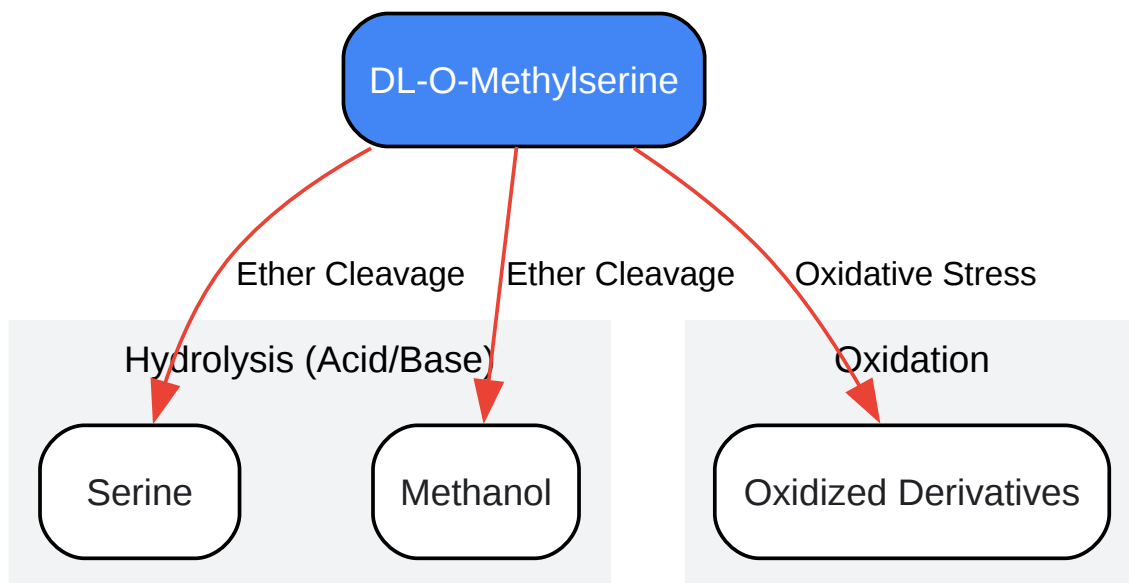 DL-O-Methylserine
Ether Cleavage
Ether Cleavage
Oxidative Stress
Hydrolysis (Acid/Base)
Oxidation
Serine
Methanol
Oxidized Derivatives